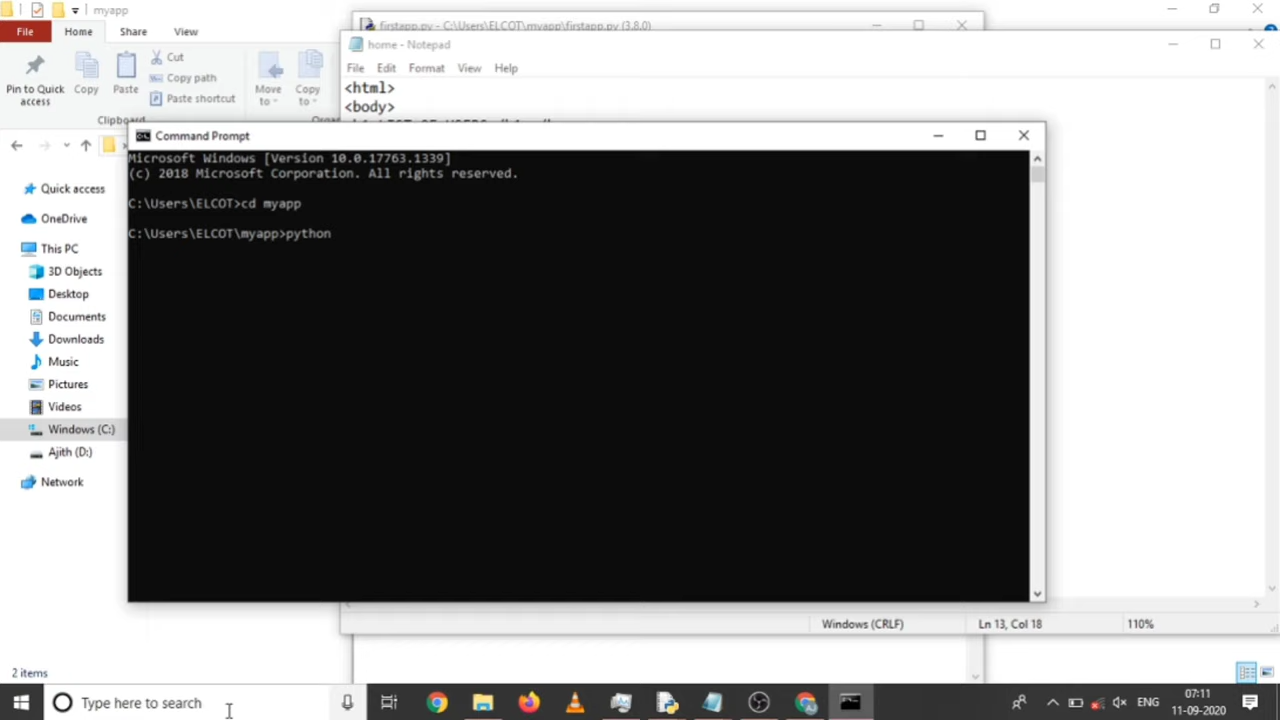 myapp
File
Home
Share
View
Pin to Quick
access
Copy
Paste
Cut
Copy path
Paste shortcut
Move
to
Copy
to
Clipboard
firstapp.py - C:\Users\ELCOT\myapp\firstapp.py (3.8.0)
home - Notepad
File Edit Format View Help
<html>
<body>
Command Prompt
Microsoft Windows [Version 10.0.17763.1339]
(c) 2018 Microsoft Corporation. All rights reserved.
C:\Users\ELCOT>cd myapp
C:\Users\ELCOT\myapp>python
Quick access
OneDrive
This PC
3D Objects
Desktop
Documents
Downloads
Music
Pictures
Videos
Windows (C:)
Ajith (D:)
Network
2 items
Windows (CRLF)
Ln 13, Col 18
110%
Type here to search
ENG
07:11
11-09-2020